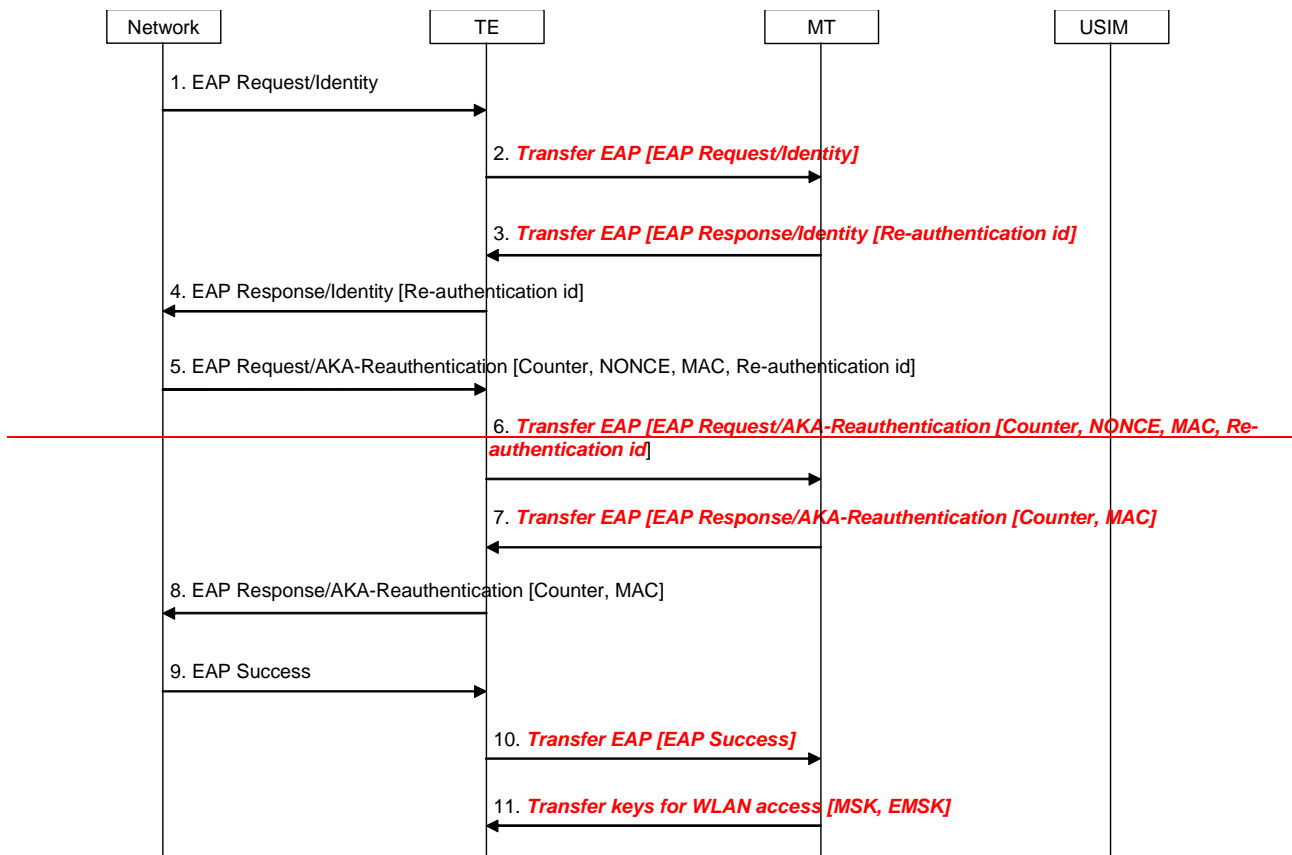 Network TE MT USIM
1. EAP Request/Identity
2. Transfer EAP [EAP Request/Identity]
3. Transfer EAP [EAP Response/Identity [Re-authentication id]
4. EAP Response/Identity [Re-authentication id]
5. EAP Request/AKA-Reauthentication [Counter, NONCE, MAC, Re-authentication id]
6. Transfer EAP [EAP Request/AKA-Reauthentication [Counter, NONCE, MAC, Re-
authentication id]
7. Transfer EAP [EAP Response/AKA-Reauthentication [Counter, MAC]
8. EAP Response/AKA-Reauthentication [Counter, MAC]
9. EAP Success
10. Transfer EAP [EAP Success]
11. Transfer keys for WLAN access [MSK, EMSK]